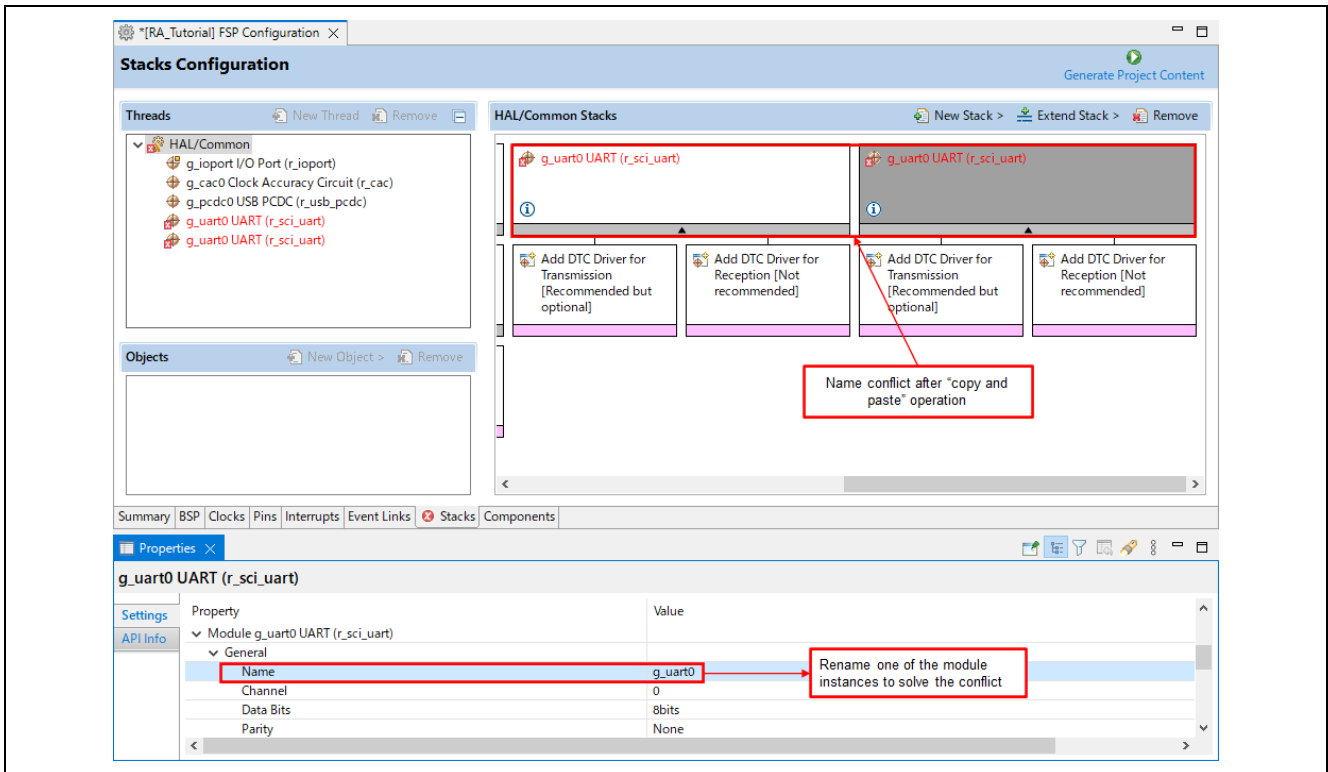 *[RA_Tutorial] FSP Configuration
Stacks Configuration
Generate Project Content
Threads
New Thread
Remove
HAL/Common
g_ioport I/O Port (r_ioport)
g_cac0 Clock Accuracy Circuit (r_cac)
g_pcdc0 USB PCDC (r_usb_pcdc)
g_uart0 UART (r_sci_uart)
g_uart0 UART (r_sci_uart)
Objects
New Object >
Remove
HAL/Common Stacks
New Stack >
Extend Stack >
Remove
g_uart0 UART (r_sci_uart)
g_uart0 UART (r_sci_uart)
Add DTC Driver for
Transmission
[Recommended but
optional]
Add DTC Driver for
Reception [Not
recommended]
Add DTC Driver for
Transmission
[Recommended but
optional]
Add DTC Driver for
Reception [Not
recommended]
Name conflict after “copy and
paste” operation
Summary BSP Clocks Pins Interrupts Event Links Stacks Components
Properties
g_uart0 UART (r_sci_uart)
Settings
API Info
Property Value
Module g_uart0 UART (r_sci_uart)
General
Name g_uart0
Channel 0
Data Bits 8bits
Parity None
Rename one of the module
instances to solve the conflict